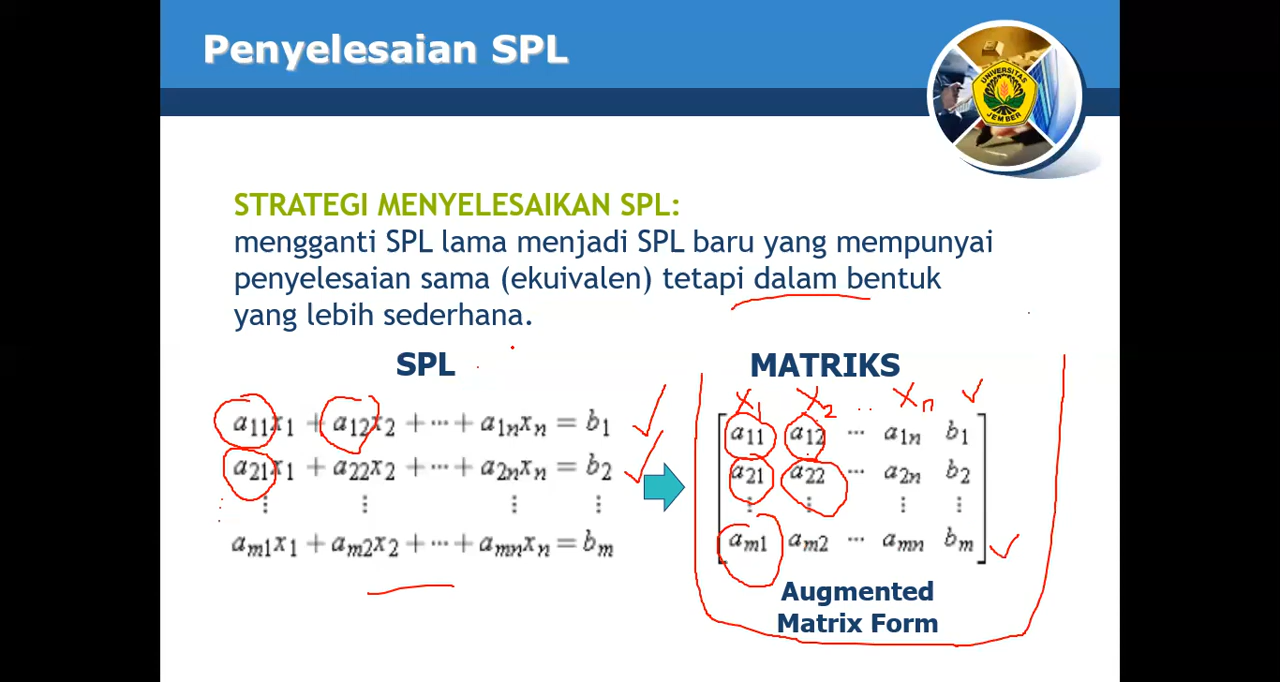 Penyelesaian SPL
UNIVERSITAS
JEMBER
STRATEGI MENYELESAIKAN SPL:
mengganti SPL lama menjadi SPL baru yang mempunyai
penyelesaian sama (ekuivalen) tetapi dalam bentuk
yang lebih sederhana.
SPL
a11x1 + a12x2 + ··· + a1nxn = b1
a21x1 + a22x2 + ··· + a2nxn = b2
⋮ ⋮ ⋮ ⋮
am1x1 + am2x2 + ··· + amnxn = bm
MATRIKS
x1 x2 .. xn
a11 a12 ··· a1n b1
a21 a22 ··· a2n b2
⋮ ⋮ ⋮ ⋮
am1 am2 ··· amn bm
Augmented
Matrix Form